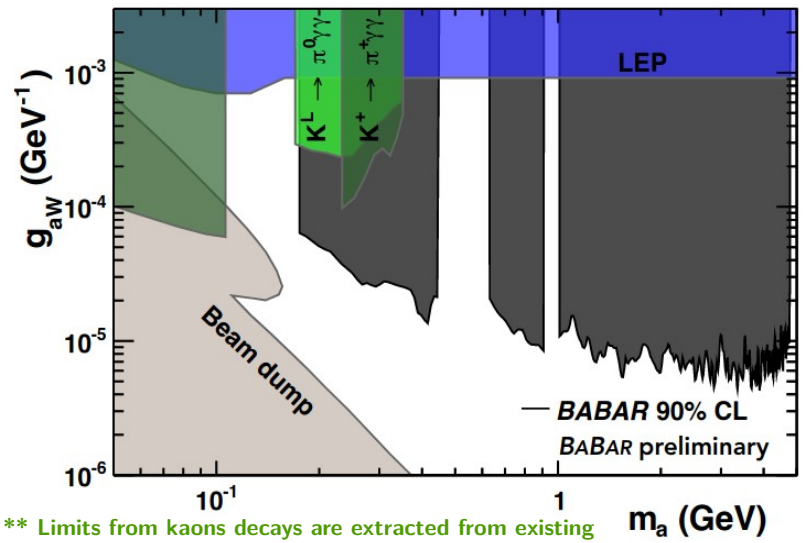 10⁻³
10⁻⁴
10⁻⁵
10⁻⁶
g_aW (GeV⁻¹)
K^L → π⁰γγ
K⁺ → π⁺γγ
LEP
Beam dump
BABAR 90% CL
BABAR preliminary
10⁻¹
1
m_a (GeV)
** Limits from kaons decays are extracted from existing